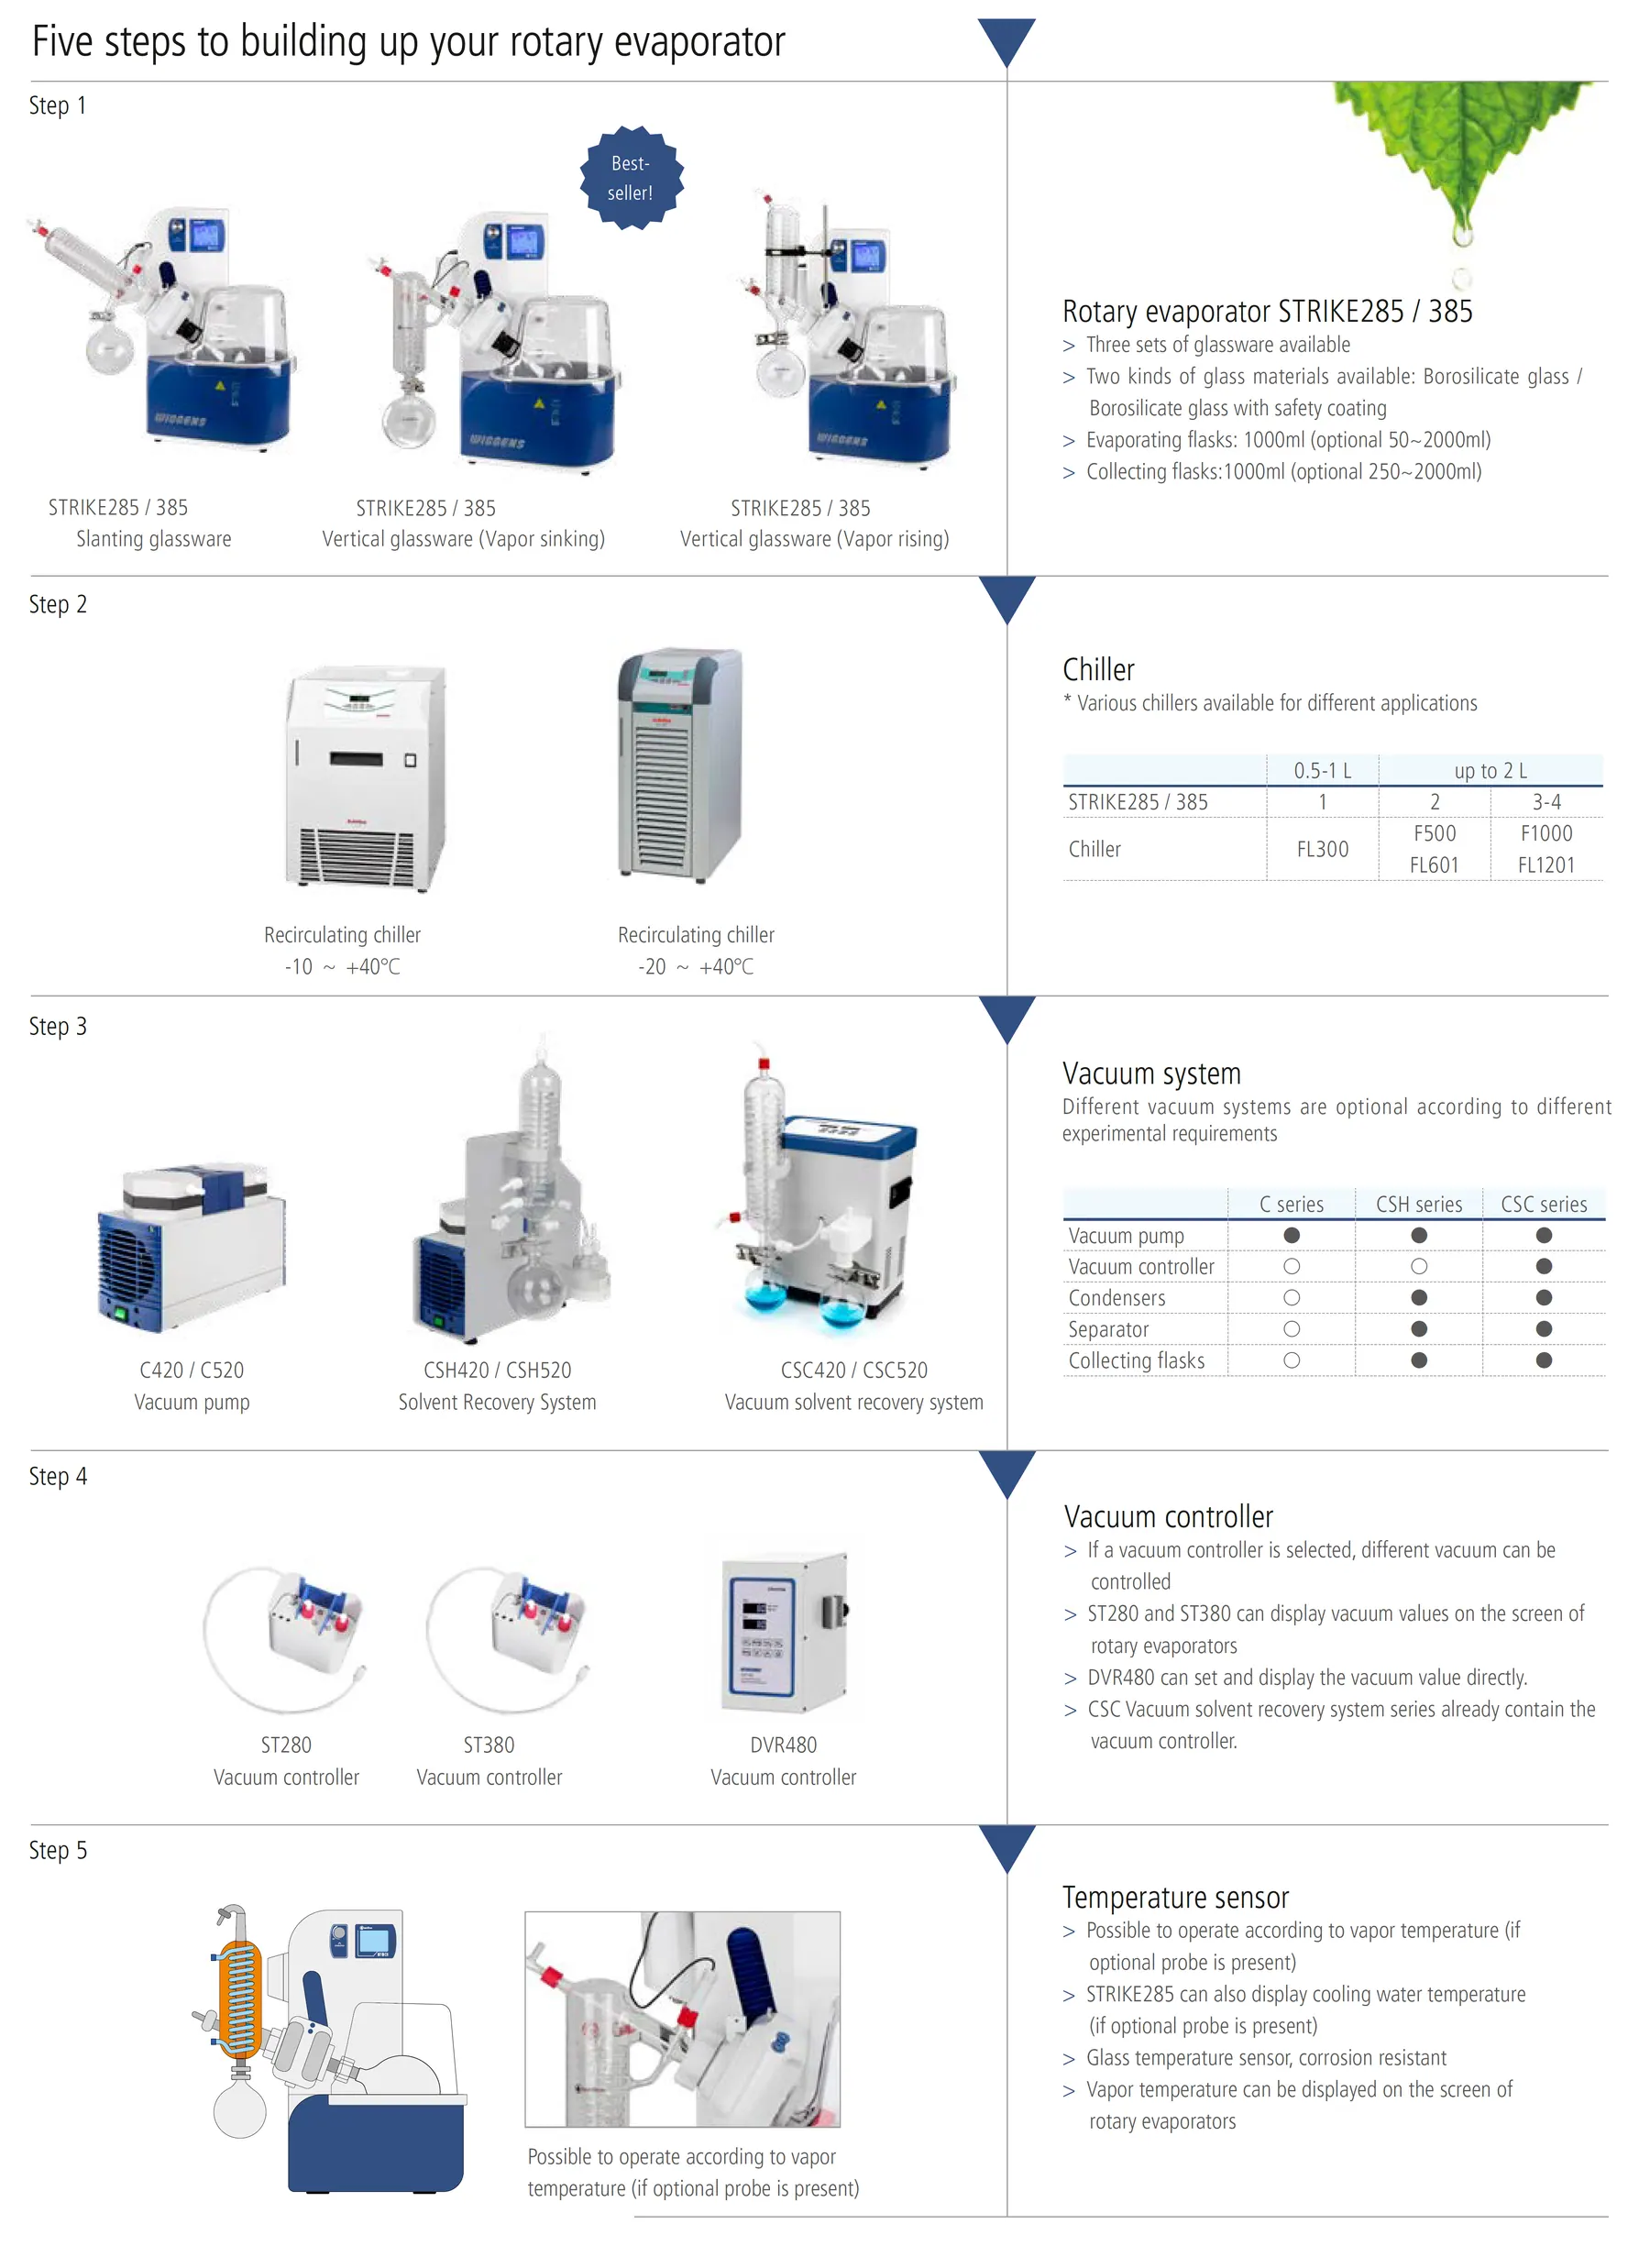 Five steps to building up your rotary evaporator
Step 1
Best-
seller!
WIGGENS
WIGGENS
WIGGENS
STRIKE285 / 385
Slanting glassware
STRIKE285 / 385
Vertical glassware (Vapor sinking)
STRIKE285 / 385
Vertical glassware (Vapor rising)
Rotary evaporator STRIKE285 / 385
> Three sets of glassware available
> Two kinds of glass materials available: Borosilicate glass /
Borosilicate glass with safety coating
> Evaporating flasks: 1000ml (optional 50~2000ml)
> Collecting flasks:1000ml (optional 250~2000ml)
Step 2
Recirculating chiller
-10 ~ +40℃
Recirculating chiller
-20 ~ +40℃
Chiller
* Various chillers available for different applications
0.5-1 L up to 2 L
STRIKE285 / 385 1 2 3-4
Chiller FL300 F500 F1000
FL601 FL1201
Step 3
C420 / C520
Vacuum pump
CSH420 / CSH520
Solvent Recovery System
CSC420 / CSC520
Vacuum solvent recovery system
Vacuum system
Different vacuum systems are optional according to different
experimental requirements
C series CSH series CSC series
Vacuum pump ● ● ●
Vacuum controller ○ ○ ●
Condensers ○ ● ●
Separator ○ ● ●
Collecting flasks ○ ● ●
Step 4
ST280
Vacuum controller
ST380
Vacuum controller
DVR480
Vacuum controller
Vacuum controller
> If a vacuum controller is selected, different vacuum can be
controlled
> ST280 and ST380 can display vacuum values on the screen of
rotary evaporators
> DVR480 can set and display the vacuum value directly.
> CSC Vacuum solvent recovery system series already contain the
vacuum controller.
Step 5
Possible to operate according to vapor
temperature (if optional probe is present)
Temperature sensor
> Possible to operate according to vapor temperature (if
optional probe is present)
> STRIKE285 can also display cooling water temperature
(if optional probe is present)
> Glass temperature sensor, corrosion resistant
> Vapor temperature can be displayed on the screen of
rotary evaporators